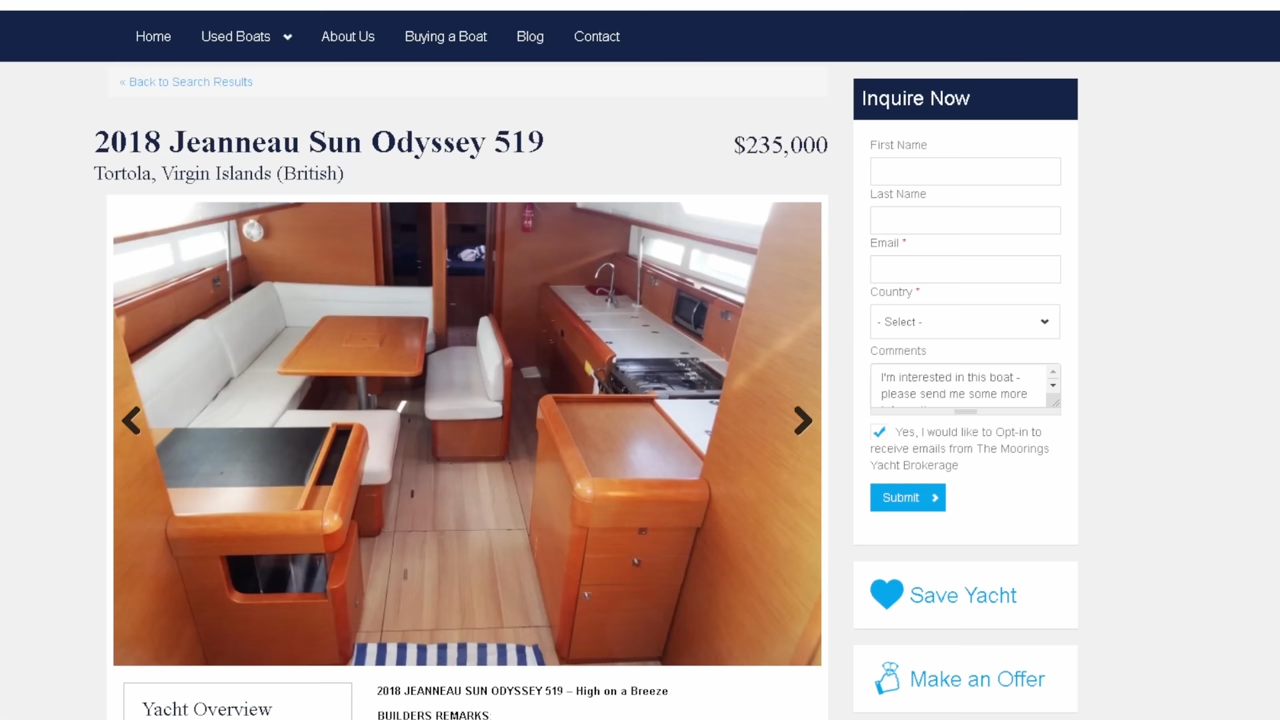 Home Used Boats About Us Buying a Boat Blog Contact
« Back to Search Results
2018 Jeanneau Sun Odyssey 519
$235,000
Tortola, Virgin Islands (British)
Inquire Now
First Name
Last Name
Email *
Country *
- Select -
Comments
I'm interested in this boat -
please send me some more
Yes, I would like to Opt-in to
receive emails from The Moorings
Yacht Brokerage
Submit
Save Yacht
Make an Offer
Yacht Overview
2018 JEANNEAU SUN ODYSSEY 519 – High on a Breeze
BUILDERS REMARKS: